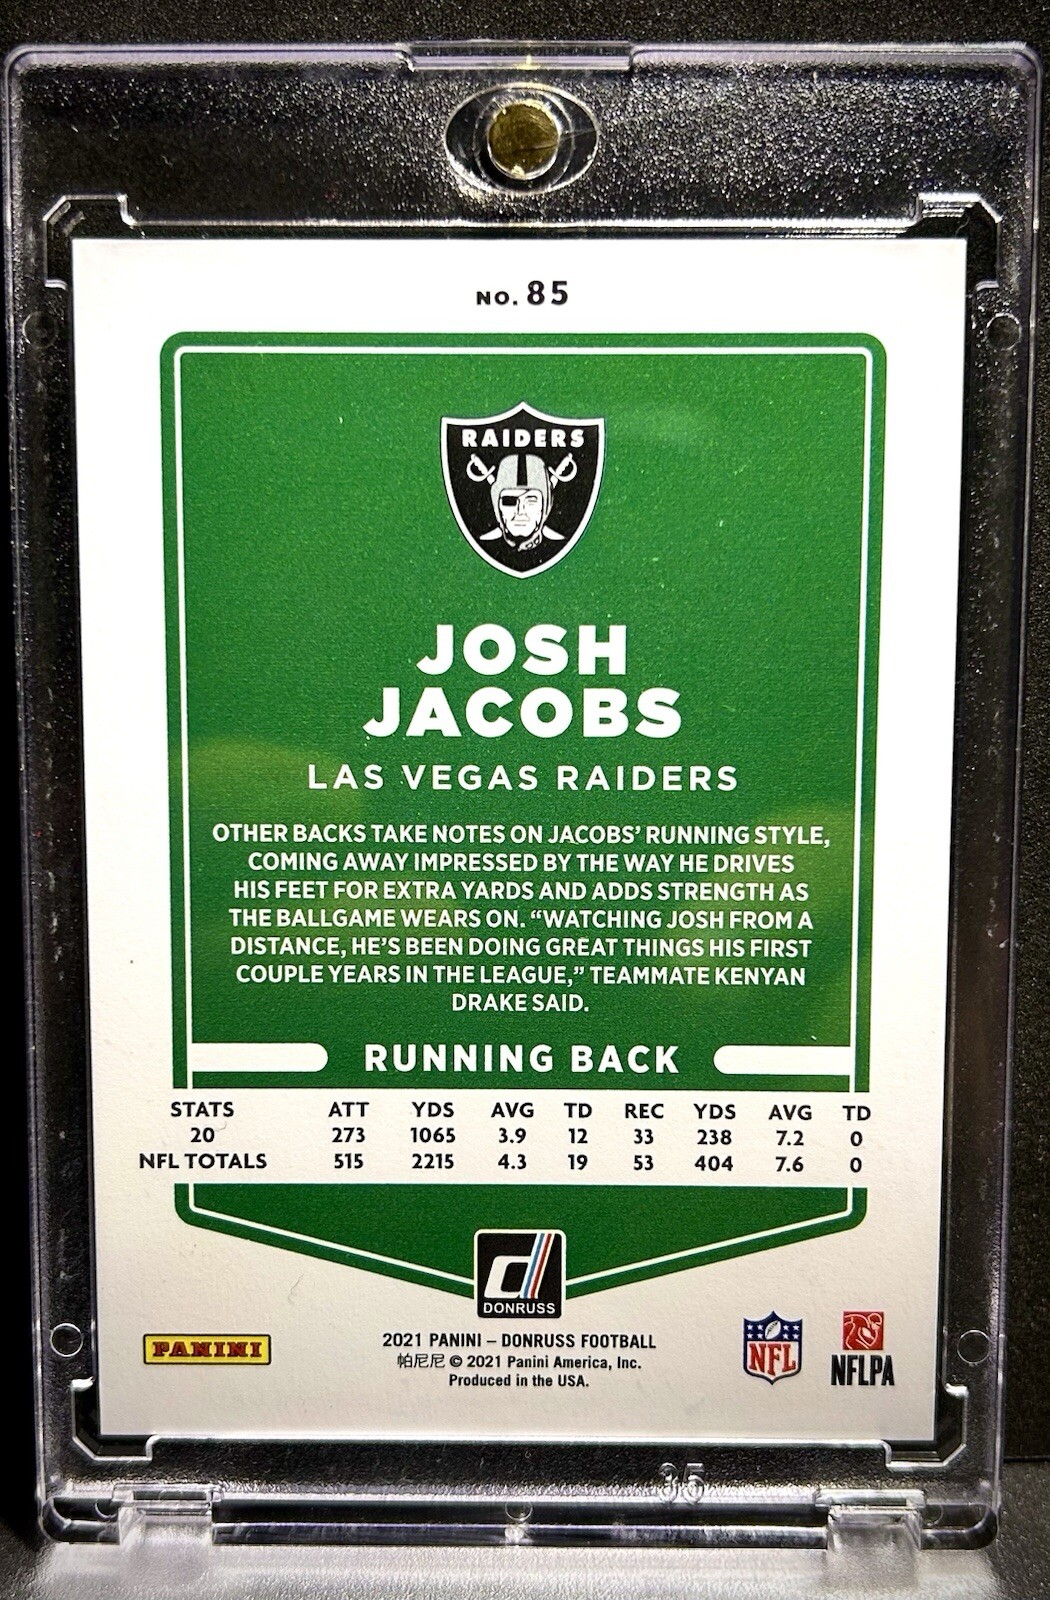 NO. 85
RAIDERS
JOSH
JACOBS
LAS VEGAS RAIDERS
OTHER BACKS TAKE NOTES ON JACOBS' RUNNING STYLE,
COMING AWAY IMPRESSED BY THE WAY HE DRIVES
HIS FEET FOR EXTRA YARDS AND ADDS STRENGTH AS
THE BALLGAME WEARS ON. “WATCHING JOSH FROM A
DISTANCE, HE'S BEEN DOING GREAT THINGS HIS FIRST
COUPLE YEARS IN THE LEAGUE,” TEAMMATE KENYAN
DRAKE SAID.
RUNNING BACK
STATS ATT YDS AVG TD REC YDS AVG TD
20 273 1065 3.9 12 33 238 7.2 0
NFL TOTALS 515 2215 4.3 19 53 404 7.6 0
d
DONRUSS
PANINI
2021 PANINI – DONRUSS FOOTBALL
帕尼尼 © 2021 Panini America, Inc.
Produced in the USA.
NFL
NFLPA
35